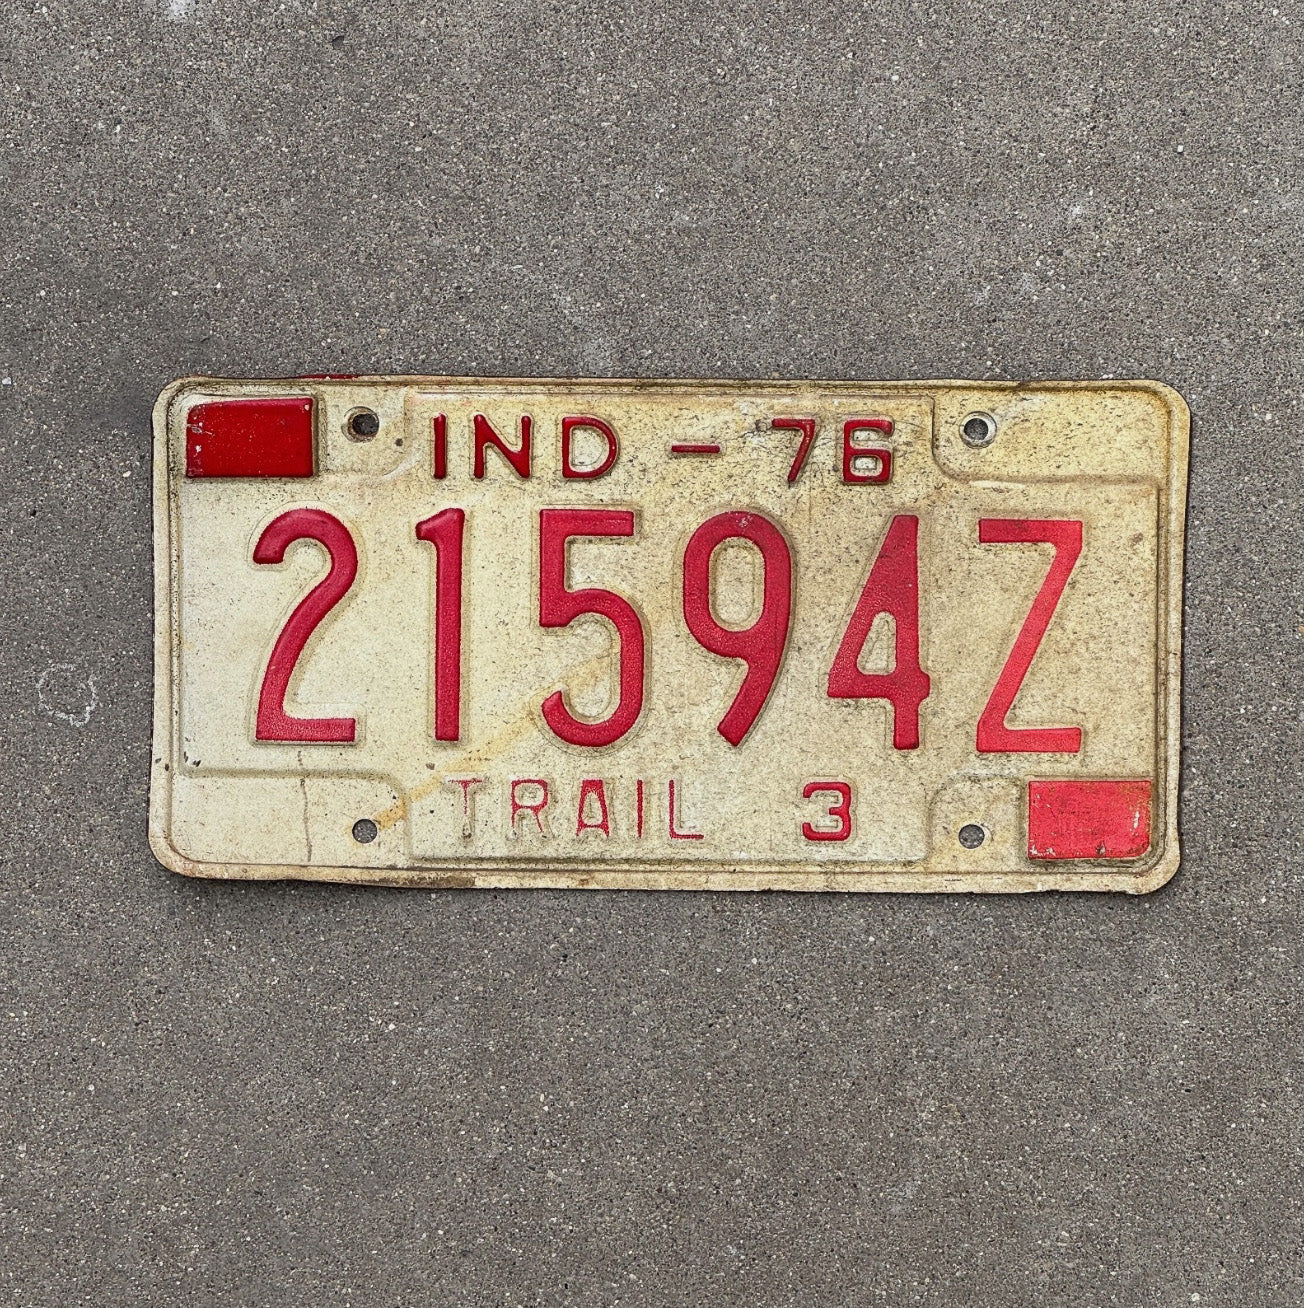 IND - 76
21594Z
TRAIL 3